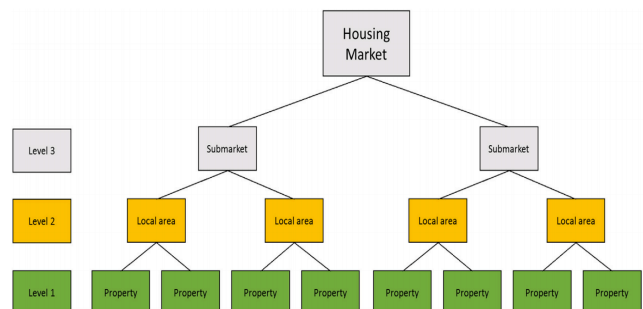 Housing
Market
Level 3
Submarket
Submarket
Level 2
Local area
Local area
Local area
Local area
Level 1
Property
Property
Property
Property
Property
Property
Property
Property